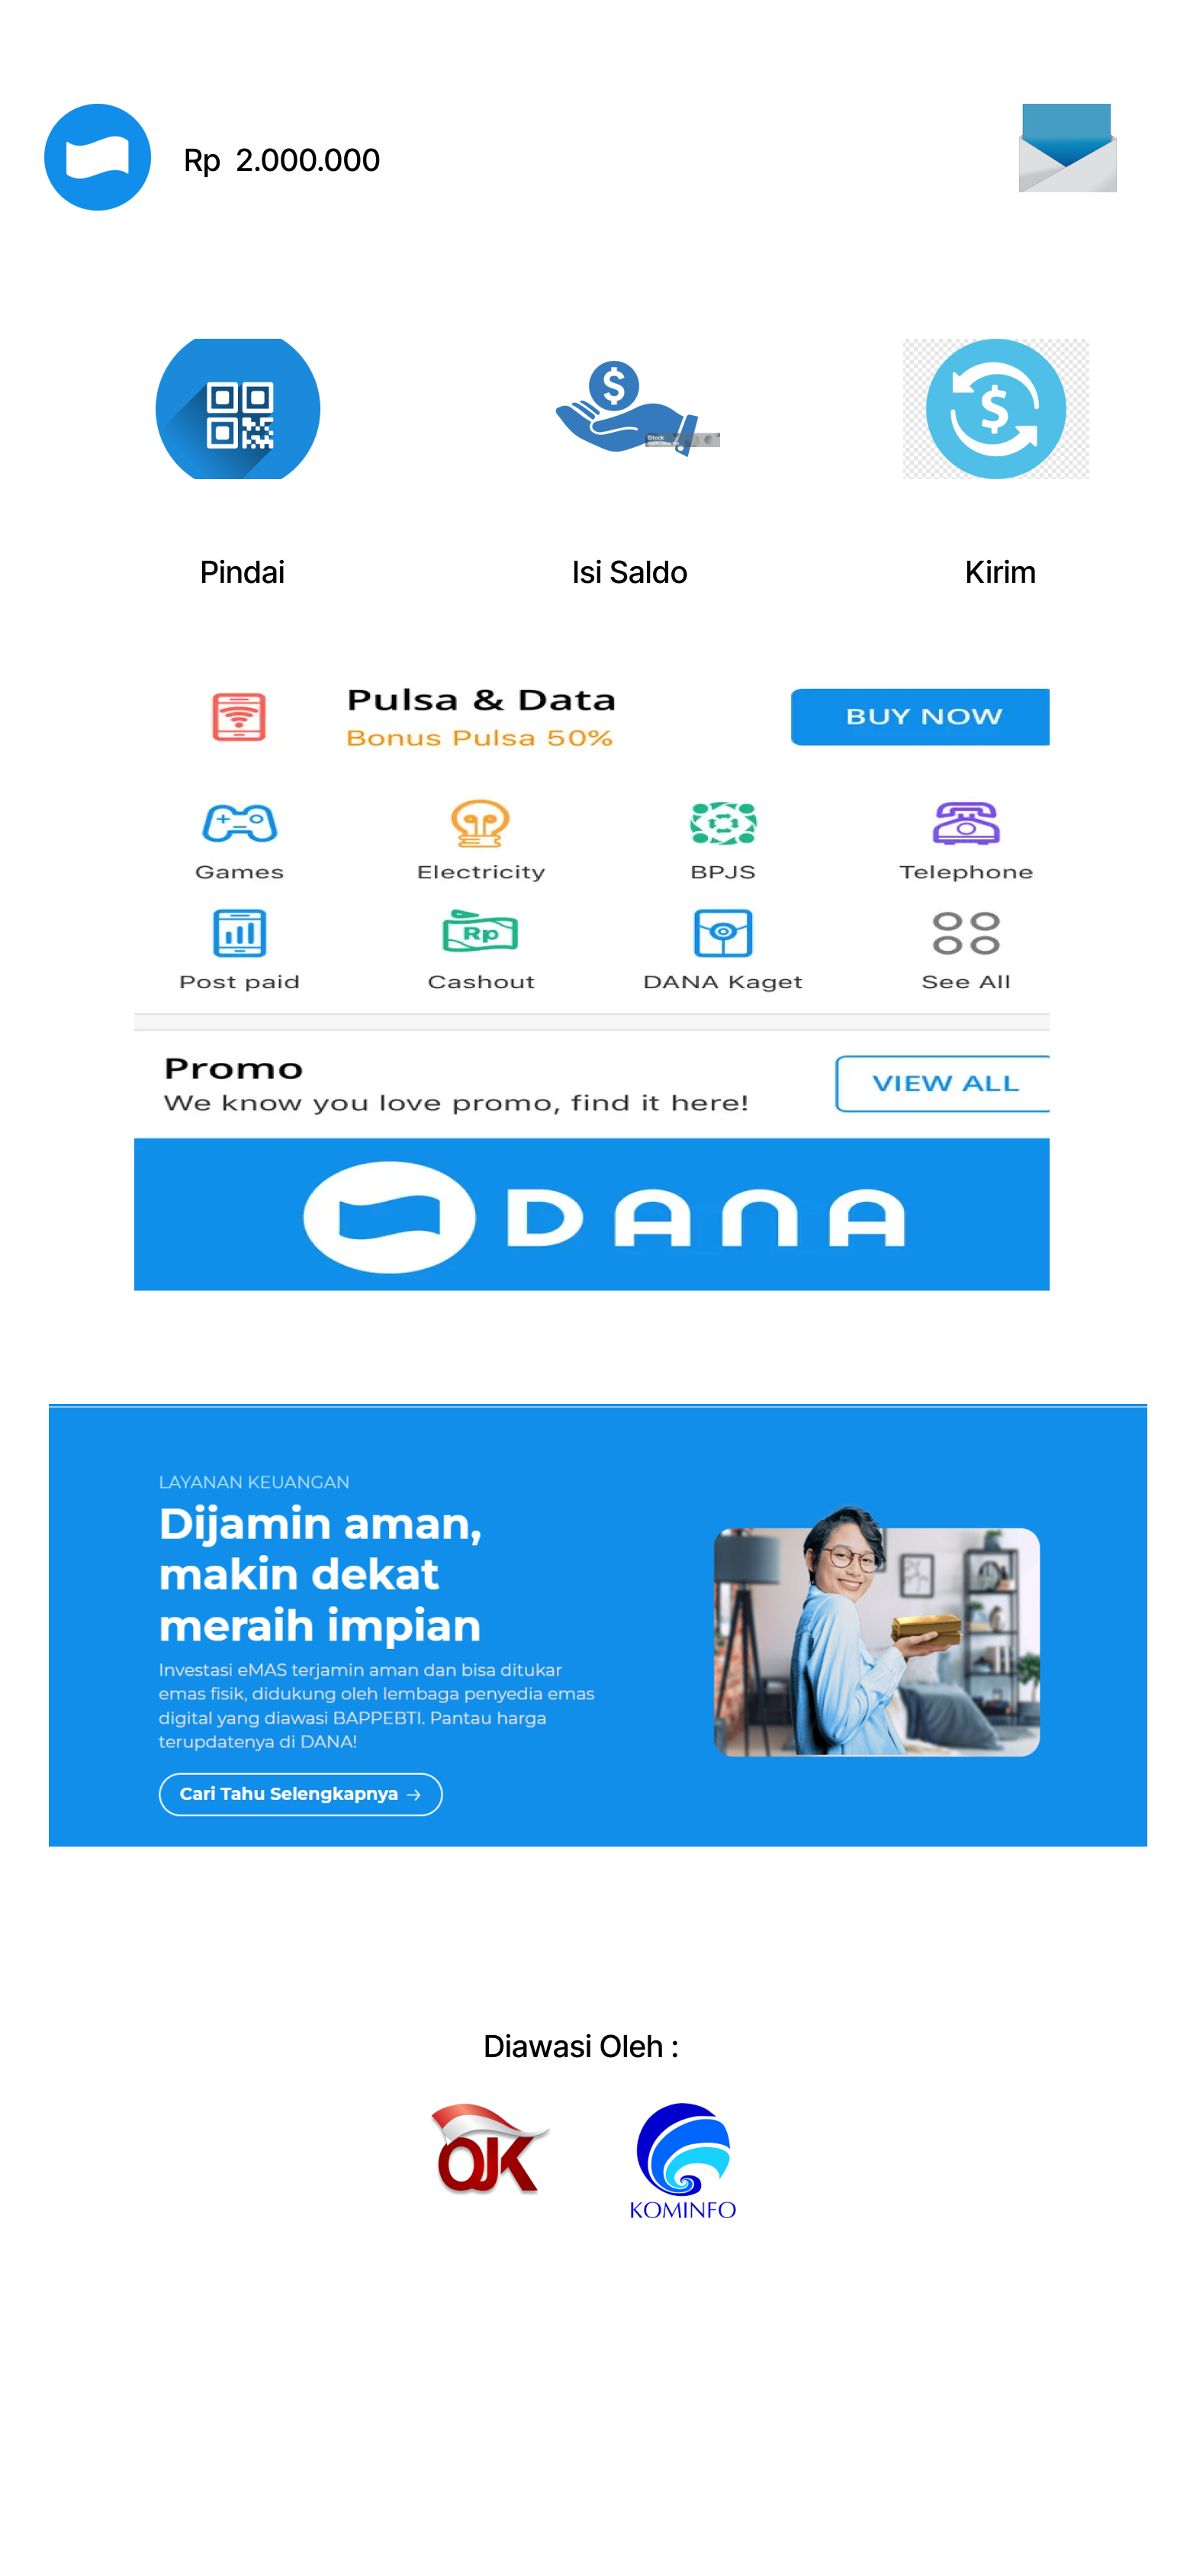 Rp 2.000.000
iStock
Pindai
Isi Saldo
Kirim
Pulsa & Data
Bonus Pulsa 50%
BUY NOW
Games
Electricity
BPJS
Telephone
Rp
Post paid
Cashout
DANA Kaget
See All
Promo
We know you love promo, find it here!
VIEW ALL
DANA
LAYANAN KEUANGAN
Dijamin aman,
makin dekat
meraih impian
Investasi eMAS terjamin aman dan bisa ditukar
emas fisik, didukung oleh lembaga penyedia emas
digital yang diawasi BAPPEBTI. Pantau harga
terupdatenya di DANA!
Cari Tahu Selengkapnya →
Diawasi Oleh :
OJK
KOMINFO